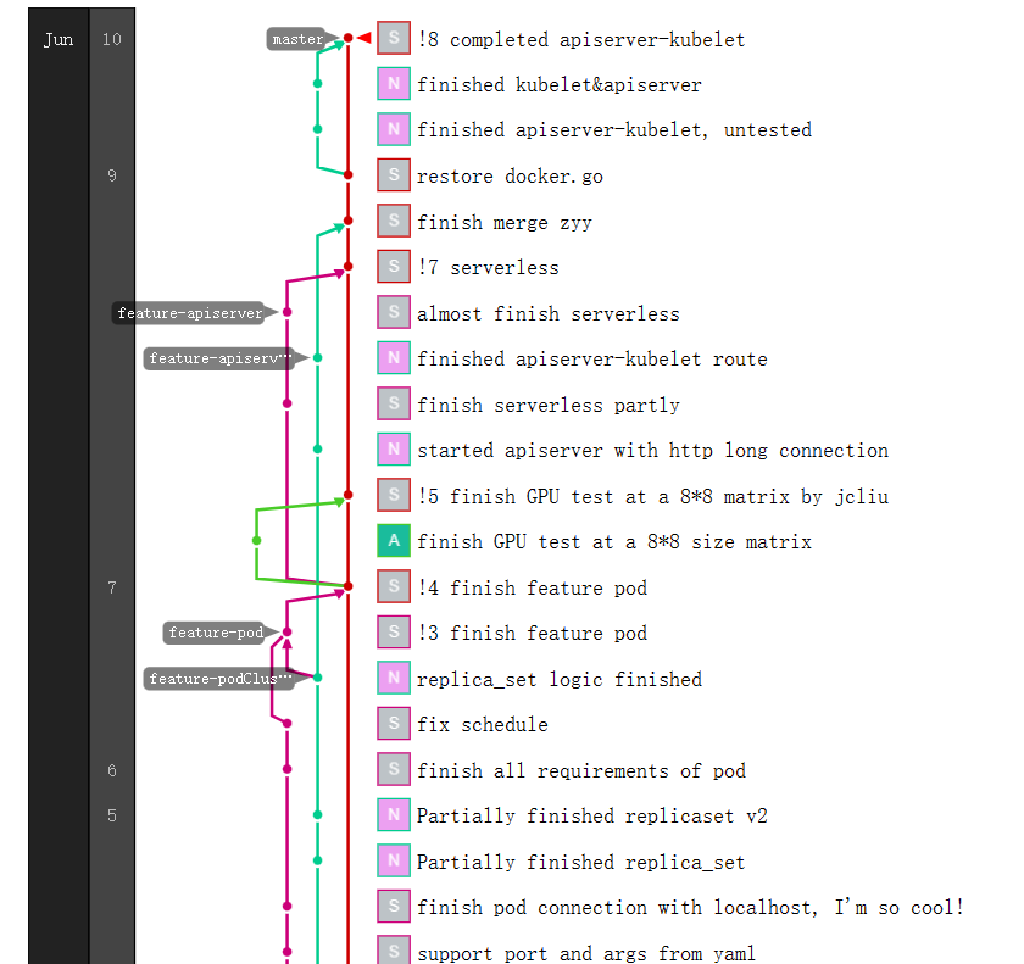 Jun 10 master S !8 completed apiserver-kubelet
N finished kubelet&apiserver
N finished apiserver-kubelet, untested
9 S restore docker.go
S finish merge zyy
S !7 serverless
feature-apiserver S almost finish serverless
feature-apiserv… N finished apiserver-kubelet route
S finish serverless partly
N started apiserver with http long connection
S !5 finish GPU test at a 8*8 matrix by jcliu
A finish GPU test at a 8*8 size matrix
7 S !4 finish feature pod
feature-pod S !3 finish feature pod
feature-podClus… N replica_set logic finished
S fix schedule
6 S finish all requirements of pod
5 N Partially finished replicaset v2
N Partially finished replica_set
S finish pod connection with localhost, I'm so cool!
S support port and args from yaml